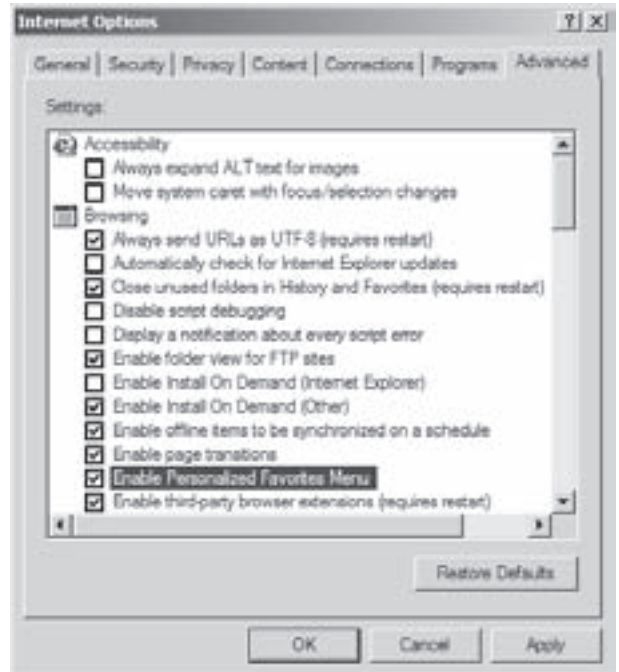 Internet Options
General Security Privacy Content Connections Programs Advanced
Settings:
Accessibility
Always expand ALT text for images
Move system caret with focus/selection changes
Browsing
Always send URLs as UTF-8 (requires restart)
Automatically check for Internet Explorer updates
Close unused folders in History and Favorites (requires restart)
Disable script debugging
Display a notification about every script error
Enable folder view for FTP sites
Enable Install On Demand (Internet Explorer)
Enable Install On Demand (Other)
Enable offline items to be synchronized on a schedule
Enable page transitions
Enable Personalized Favorites Menu
Enable third-party browser extensions (requires restart)
Restore Defaults
OK Cancel Apply